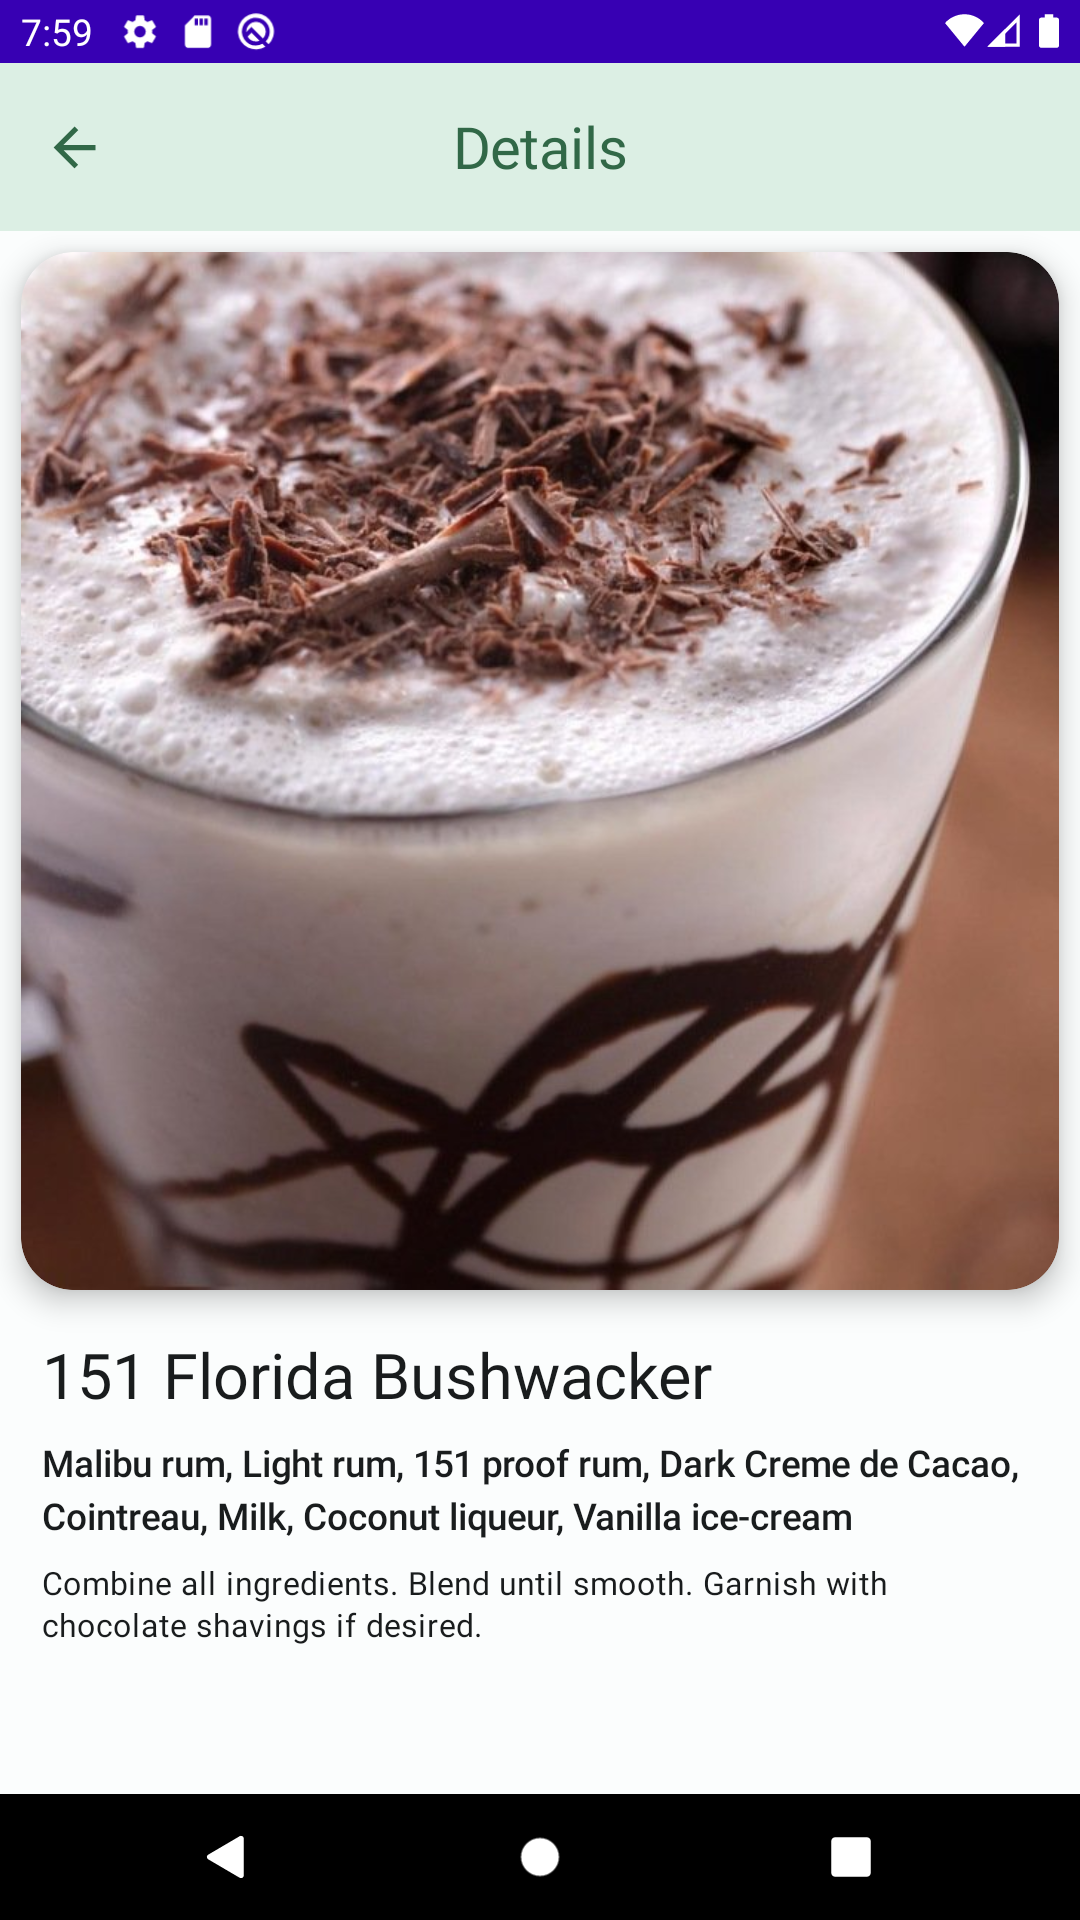 7:59
Details
151 Florida Bushwacker
Malibu rum, Light rum, 151 proof rum, Dark Creme de Cacao,
Cointreau, Milk, Coconut liqueur, Vanilla ice-cream
Combine all ingredients. Blend until smooth. Garnish with
chocolate shavings if desired.